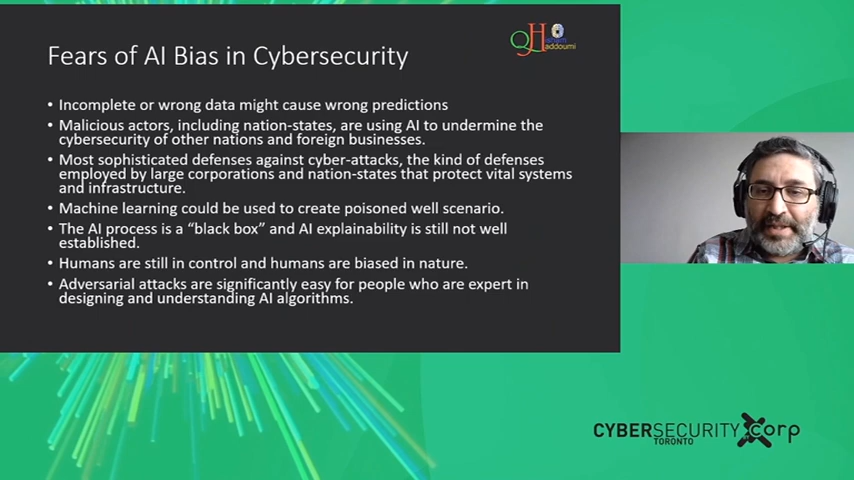 Fears of AI Bias in Cybersecurity
QHaitham
Haddoumi
• Incomplete or wrong data might cause wrong predictions
• Malicious actors, including nation-states, are using AI to undermine the
cybersecurity of other nations and foreign businesses.
• Most sophisticated defenses against cyber-attacks, the kind of defenses
employed by large corporations and nation-states that protect vital systems
and infrastructure.
• Machine learning could be used to create poisoned well scenario.
• The AI process is a “black box” and AI explainability is still not well
established.
• Humans are still in control and humans are biased in nature.
• Adversarial attacks are significantly easy for people who are expert in
designing and understanding AI algorithms.
CYBERSECURITY Xcorp
TORONTO